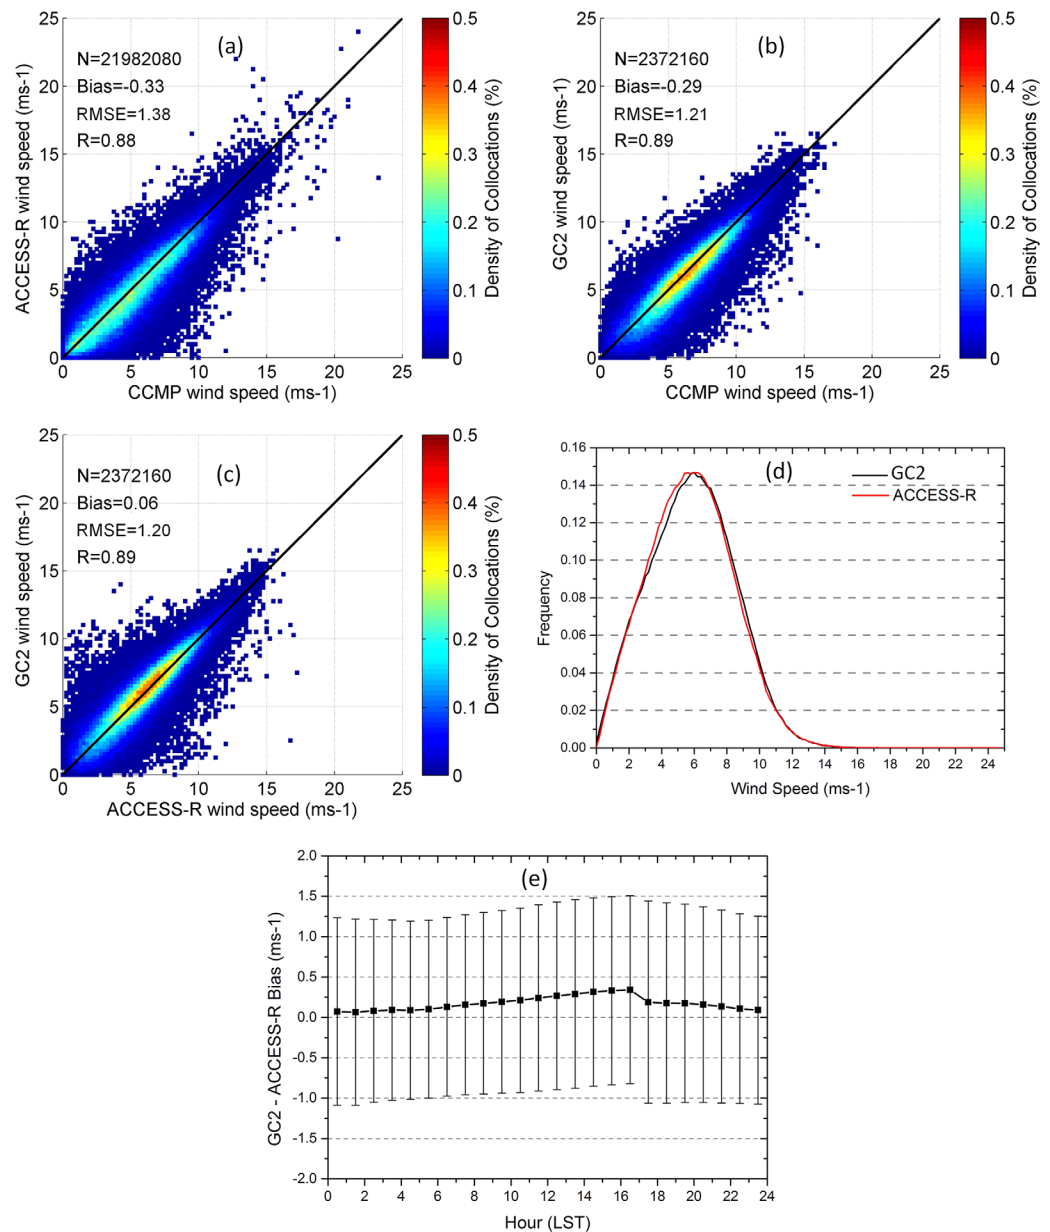 (a)
N=21982080
Bias=-0.33
RMSE=1.38
R=0.88
25
20
15
10
5
0
0 5 10 15 20 25
ACCESS-R wind speed (ms-1)
CCMP wind speed (ms-1)
0.5
0.4
0.3
0.2
0.1
0
Density of Collocations (%)
(b)
N=2372160
Bias=-0.29
RMSE=1.21
R=0.89
25
20
15
10
5
0
0 5 10 15 20 25
GC2 wind speed (ms-1)
CCMP wind speed (ms-1)
0.5
0.4
0.3
0.2
0.1
0
Density of Collocations (%)
(c)
N=2372160
Bias=0.06
RMSE=1.20
R=0.89
25
20
15
10
5
0
0 5 10 15 20 25
GC2 wind speed (ms-1)
ACCESS-R wind speed (ms-1)
0.5
0.4
0.3
0.2
0.1
0
Density of Collocations (%)
(d)
GC2
ACCESS-R
0.16
0.14
0.12
0.10
0.08
0.06
0.04
0.02
0.00
0 2 4 6 8 10 12 14 16 18 20 22 24
Frequency
Wind Speed (ms-1)
(e)
2.0
1.5
1.0
0.5
0.0
-0.5
-1.0
-1.5
-2.0
0 2 4 6 8 10 12 14 16 18 20 22 24
GC2 - ACCESS-R Bias (ms-1)
Hour (LST)